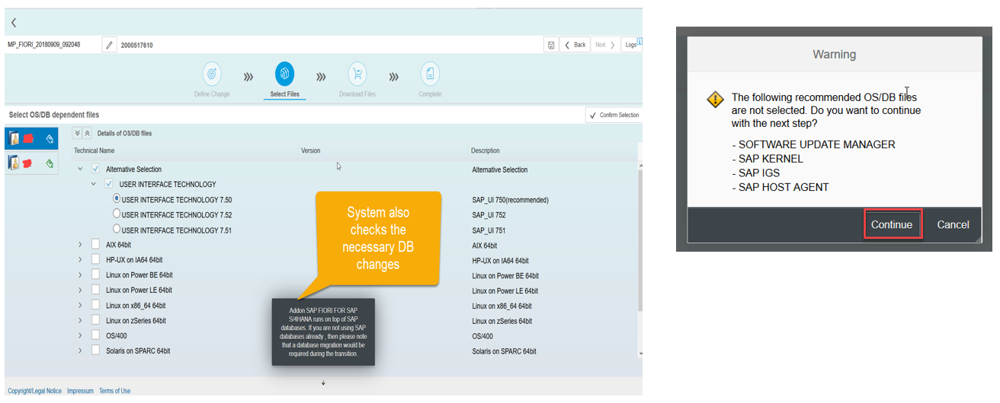 MP_FIORI_20180909_092048
2000517610
Back
Next
Logs
Define Change
Select Files
Download Files
Complete
Select OS/DB dependent files
Confirm Selection
Details of OS/DB files
Technical Name
Version
Description
Alternative Selection
Alternative Selection
USER INTERFACE TECHNOLOGY
USER INTERFACE TECHNOLOGY 7.50
SAP_UI 750(recommended)
USER INTERFACE TECHNOLOGY 7.52
SAP_UI 752
USER INTERFACE TECHNOLOGY 7.51
SAP_UI 751
AIX 64bit
AIX 64bit
HP-UX on IA64 64bit
HP-UX on IA64 64bit
Linux on Power BE 64bit
Linux on Power BE 64bit
Linux on Power LE 64bit
Linux on Power LE 64bit
Linux on x86_64 64bit
Linux on x86_64 64bit
Linux on zSeries 64bit
Linux on zSeries 64bit
OS/400
OS/400
Solaris on SPARC 64bit
Solaris on SPARC 64bit
System also
checks the
necessary DB
changes
Addon SAP FIORI FOR SAP
S/4HANA runs on top of SAP
databases. If you are not using SAP
databases already , then please note
that a database migration would be
required during the transition.
Copyright/Legal Notice
Impressum
Terms of Use
Warning
The following recommended OS/DB files
are not selected. Do you want to continue
with the next step?
- SOFTWARE UPDATE MANAGER
- SAP KERNEL
- SAP IGS
- SAP HOST AGENT
Continue
Cancel